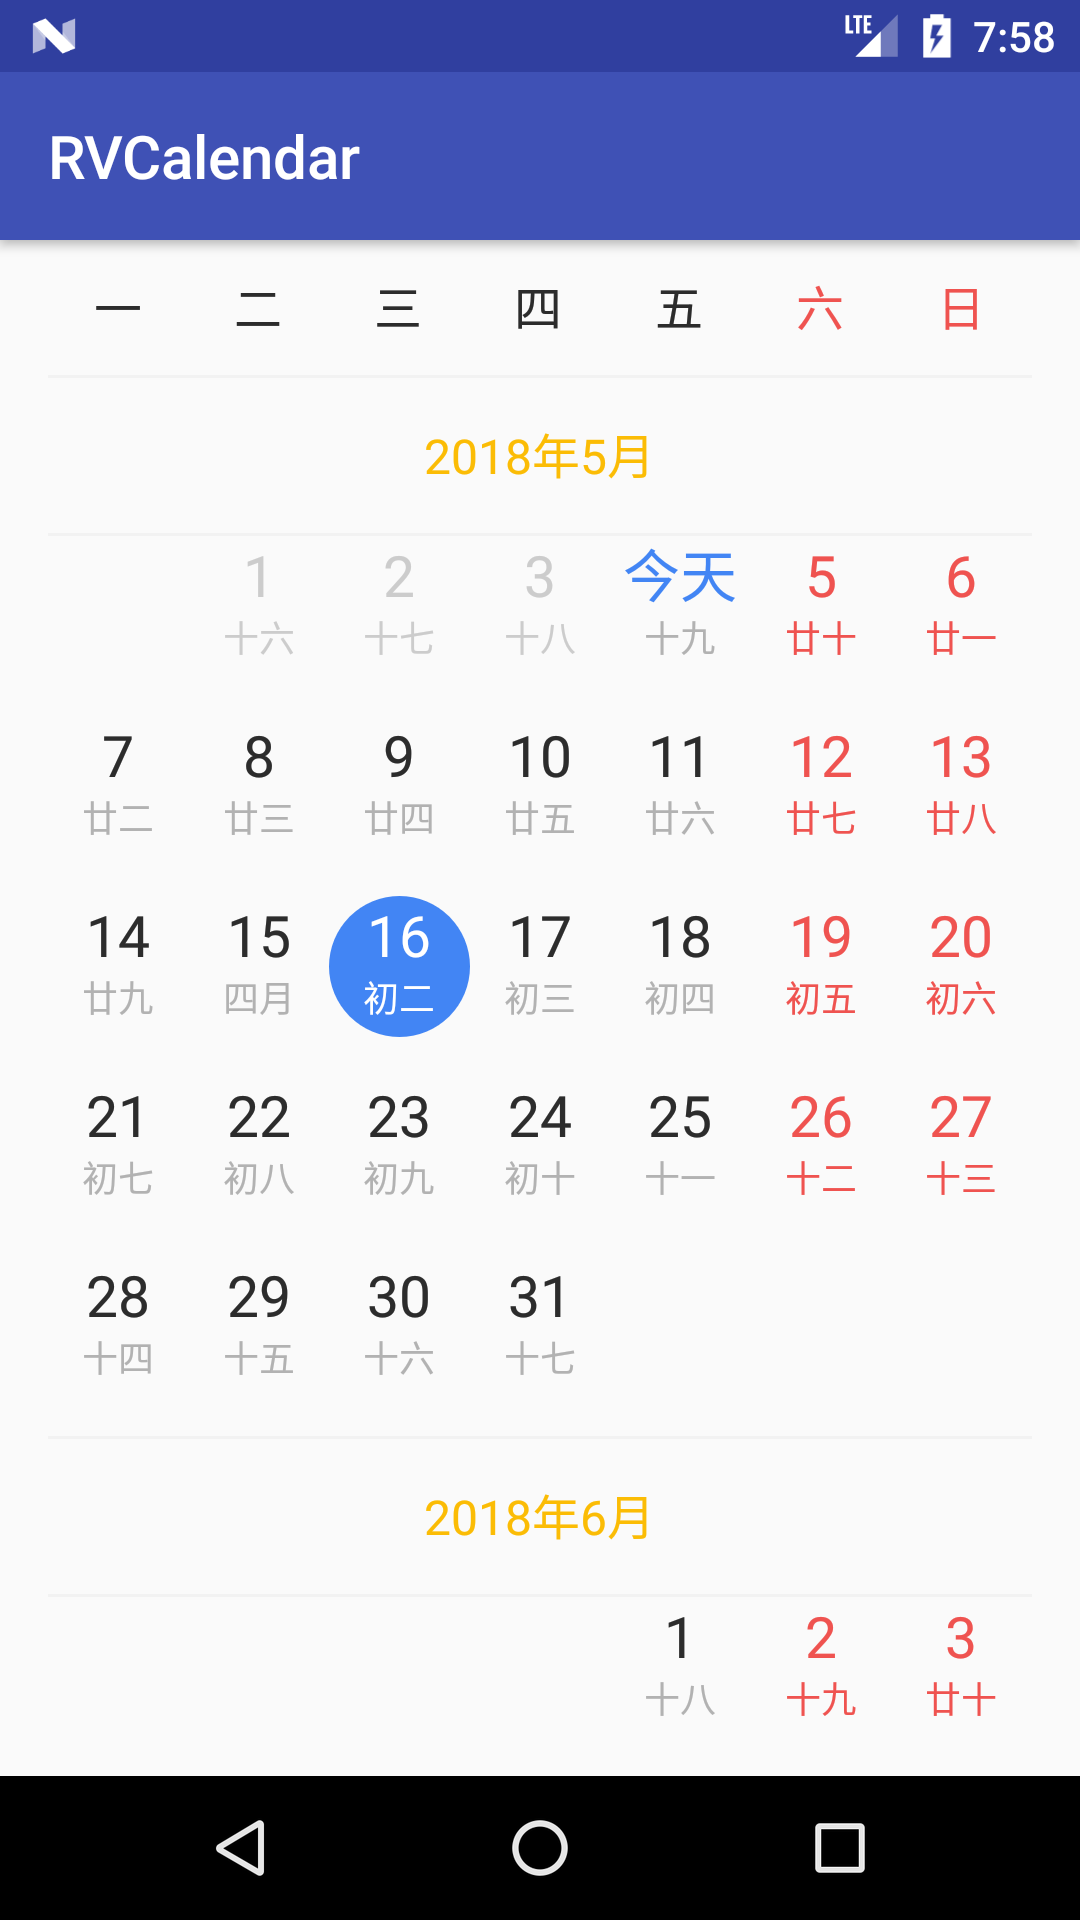 LTE 7:58
RVCalendar
一 二 三 四 五 六 日
2018年5月
1 2 3 今天 5 6
十六 十七 十八 十九 廿十 廿一
7 8 9 10 11 12 13
廿二 廿三 廿四 廿五 廿六 廿七 廿八
14 15 16 17 18 19 20
廿九 四月 初二 初三 初四 初五 初六
21 22 23 24 25 26 27
初七 初八 初九 初十 十一 十二 十三
28 29 30 31
十四 十五 十六 十七
2018年6月
1 2 3
十八 十九 廿十